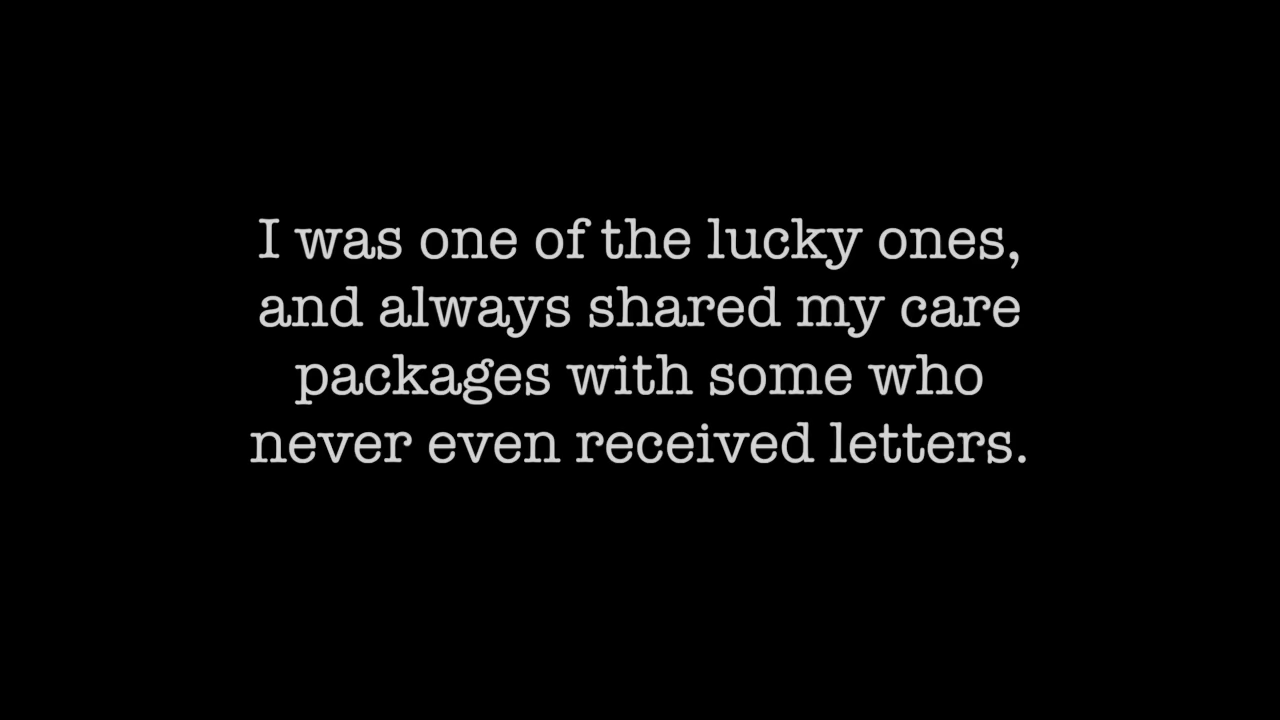 I was one of the lucky ones,
and always shared my care
packages with some who
never even received letters.